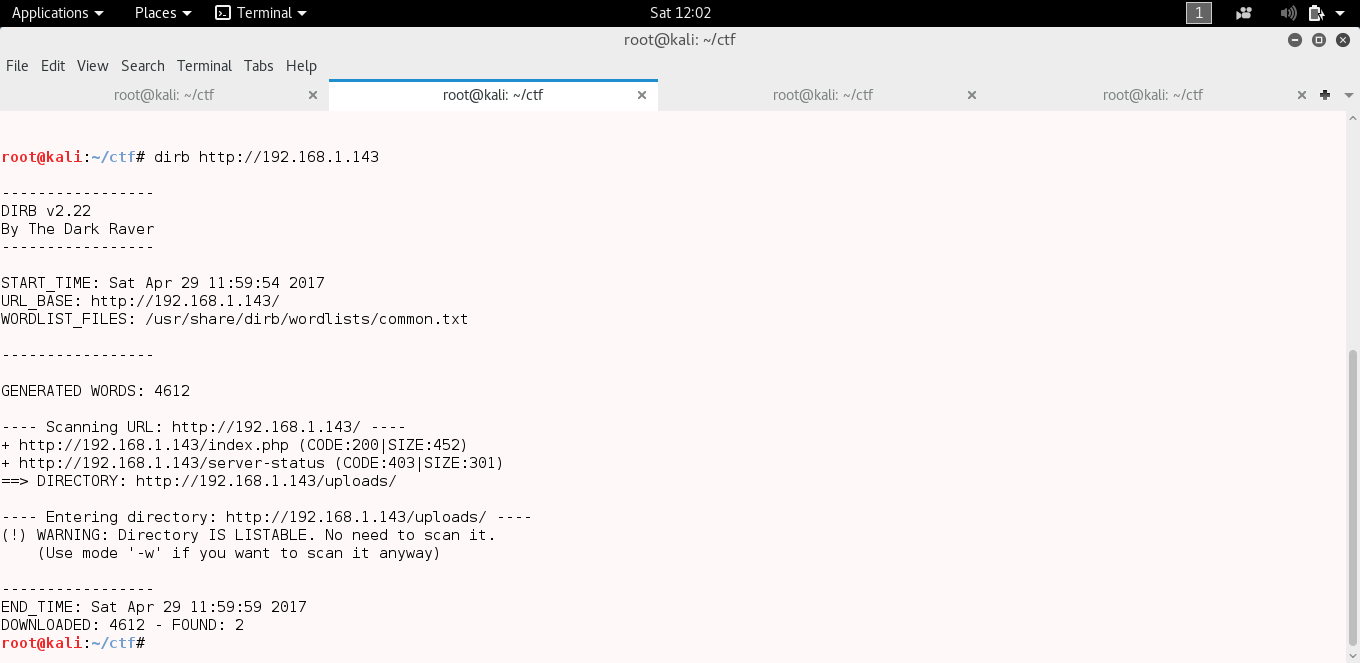 Applications Places Terminal Sat 12:02 1
root@kali: ~/ctf
File Edit View Search Terminal Tabs Help
root@kali: ~/ctf root@kali: ~/ctf root@kali: ~/ctf root@kali: ~/ctf
root@kali:~/ctf# dirb http://192.168.1.143
-----------------
DIRB v2.22
By The Dark Raver
-----------------
START_TIME: Sat Apr 29 11:59:54 2017
URL_BASE: http://192.168.1.143/
WORDLIST_FILES: /usr/share/dirb/wordlists/common.txt
-----------------
GENERATED WORDS: 4612
---- Scanning URL: http://192.168.1.143/ ----
+ http://192.168.1.143/index.php (CODE:200|SIZE:452)
+ http://192.168.1.143/server-status (CODE:403|SIZE:301)
==> DIRECTORY: http://192.168.1.143/uploads/
---- Entering directory: http://192.168.1.143/uploads/ ----
(!) WARNING: Directory IS LISTABLE. No need to scan it.
(Use mode '-w' if you want to scan it anyway)
-----------------
END_TIME: Sat Apr 29 11:59:59 2017
DOWNLOADED: 4612 - FOUND: 2
root@kali:~/ctf#